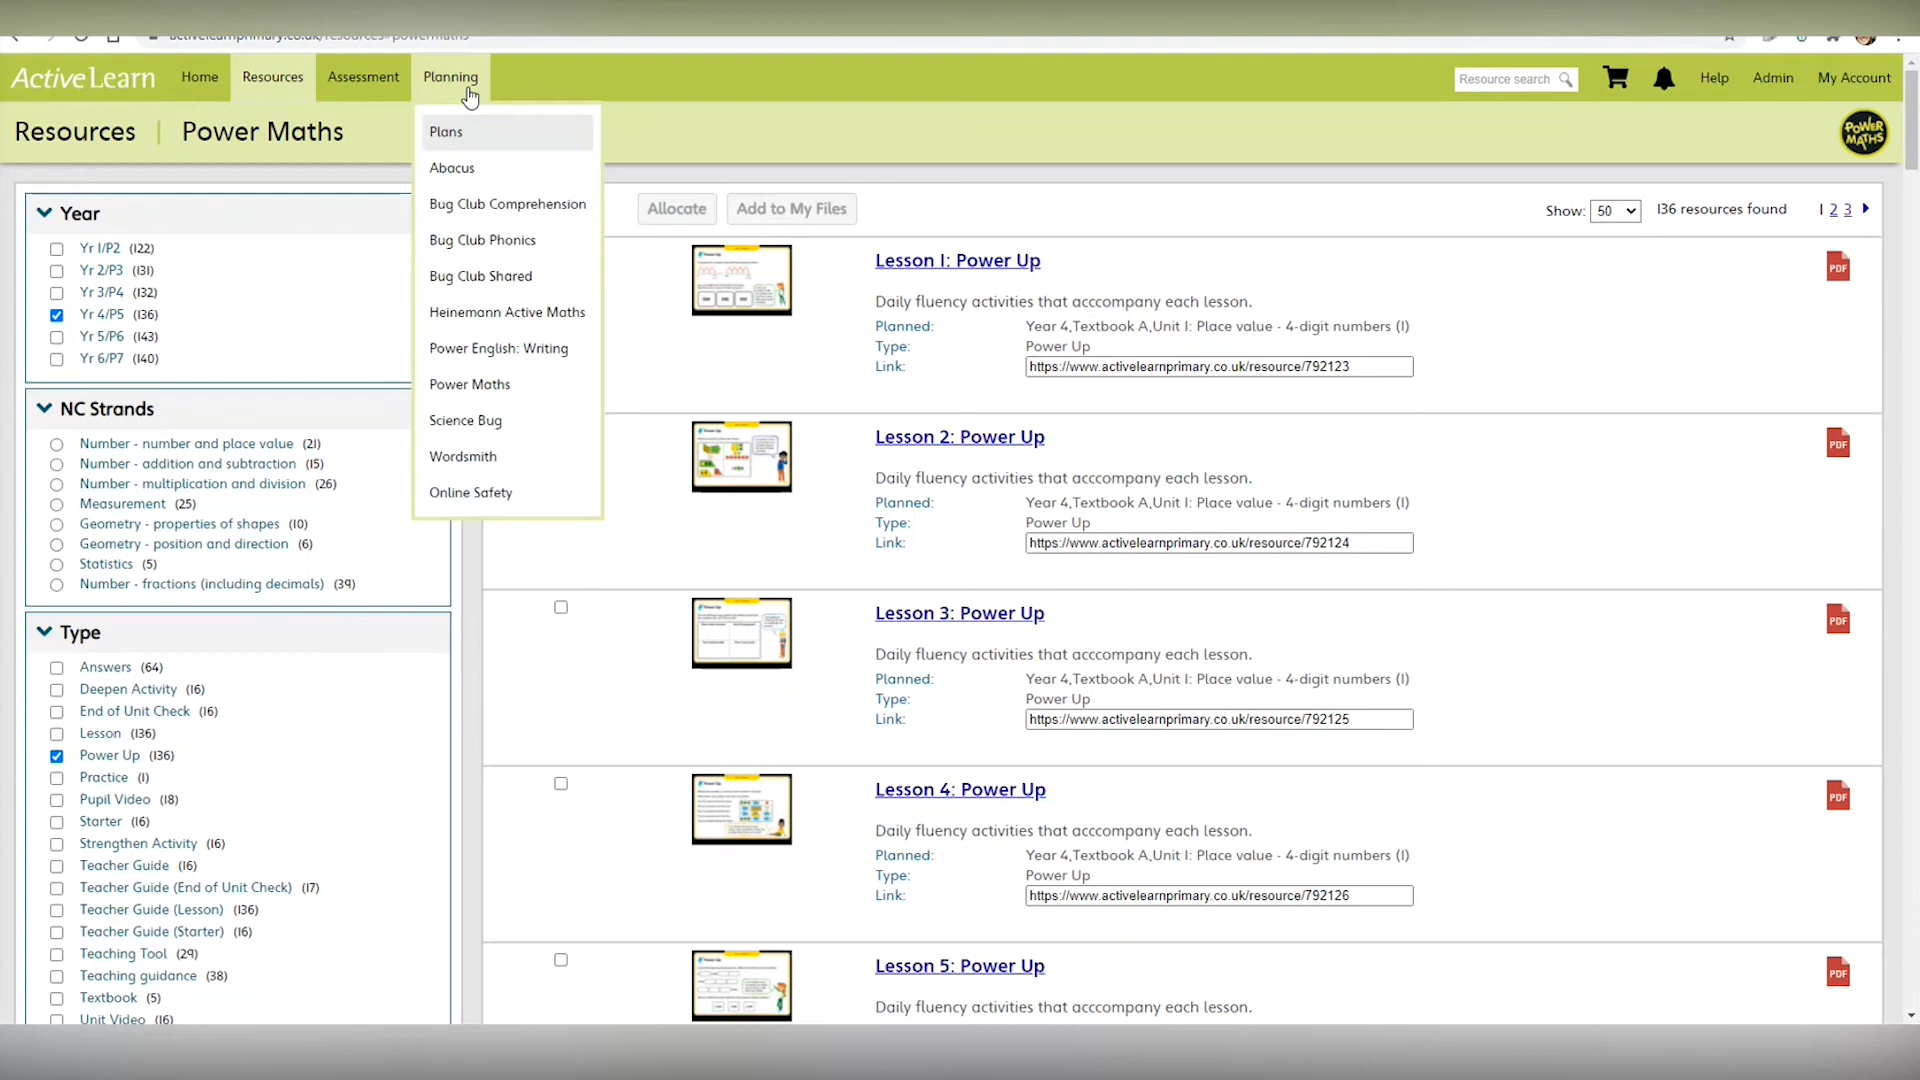 activelearnprimary.co.uk/resources#powermaths
ActiveLearn Home Resources Assessment Planning Resource search Help Admin My Account
Resources | Power Maths
POWER MATHS
Plans
Abacus
Bug Club Comprehension
Bug Club Phonics
Bug Club Shared
Heinemann Active Maths
Power English: Writing
Power Maths
Science Bug
Wordsmith
Online Safety
Year
Yr 1/P2 (122)
Yr 2/P3 (131)
Yr 3/P4 (132)
Yr 4/P5 (136)
Yr 5/P6 (143)
Yr 6/P7 (140)
NC Strands
Number - number and place value (21)
Number - addition and subtraction (15)
Number - multiplication and division (26)
Measurement (25)
Geometry - properties of shapes (10)
Geometry - position and direction (6)
Statistics (5)
Number - fractions (including decimals) (39)
Type
Answers (64)
Deepen Activity (16)
End of Unit Check (16)
Lesson (136)
Power Up (136)
Practice (1)
Pupil Video (18)
Starter (16)
Strengthen Activity (16)
Teacher Guide (16)
Teacher Guide (End of Unit Check) (17)
Teacher Guide (Lesson) (136)
Teacher Guide (Starter) (16)
Teaching Tool (29)
Teaching guidance (38)
Textbook (5)
Unit Video (16)
Allocate Add to My Files Show: 50 136 resources found 1 2 3
Lesson 1: Power Up
PDF
Daily fluency activities that acccompany each lesson.
Planned: Year 4,Textbook A,Unit 1: Place value - 4-digit numbers (1)
Type: Power Up
Link: https://www.activelearnprimary.co.uk/resource/792123
Lesson 2: Power Up
PDF
Daily fluency activities that acccompany each lesson.
Planned: Year 4,Textbook A,Unit 1: Place value - 4-digit numbers (1)
Type: Power Up
Link: https://www.activelearnprimary.co.uk/resource/792124
Lesson 3: Power Up
PDF
Daily fluency activities that acccompany each lesson.
Planned: Year 4,Textbook A,Unit 1: Place value - 4-digit numbers (1)
Type: Power Up
Link: https://www.activelearnprimary.co.uk/resource/792125
Lesson 4: Power Up
PDF
Daily fluency activities that acccompany each lesson.
Planned: Year 4,Textbook A,Unit 1: Place value - 4-digit numbers (1)
Type: Power Up
Link: https://www.activelearnprimary.co.uk/resource/792126
Lesson 5: Power Up
PDF
Daily fluency activities that acccompany each lesson.